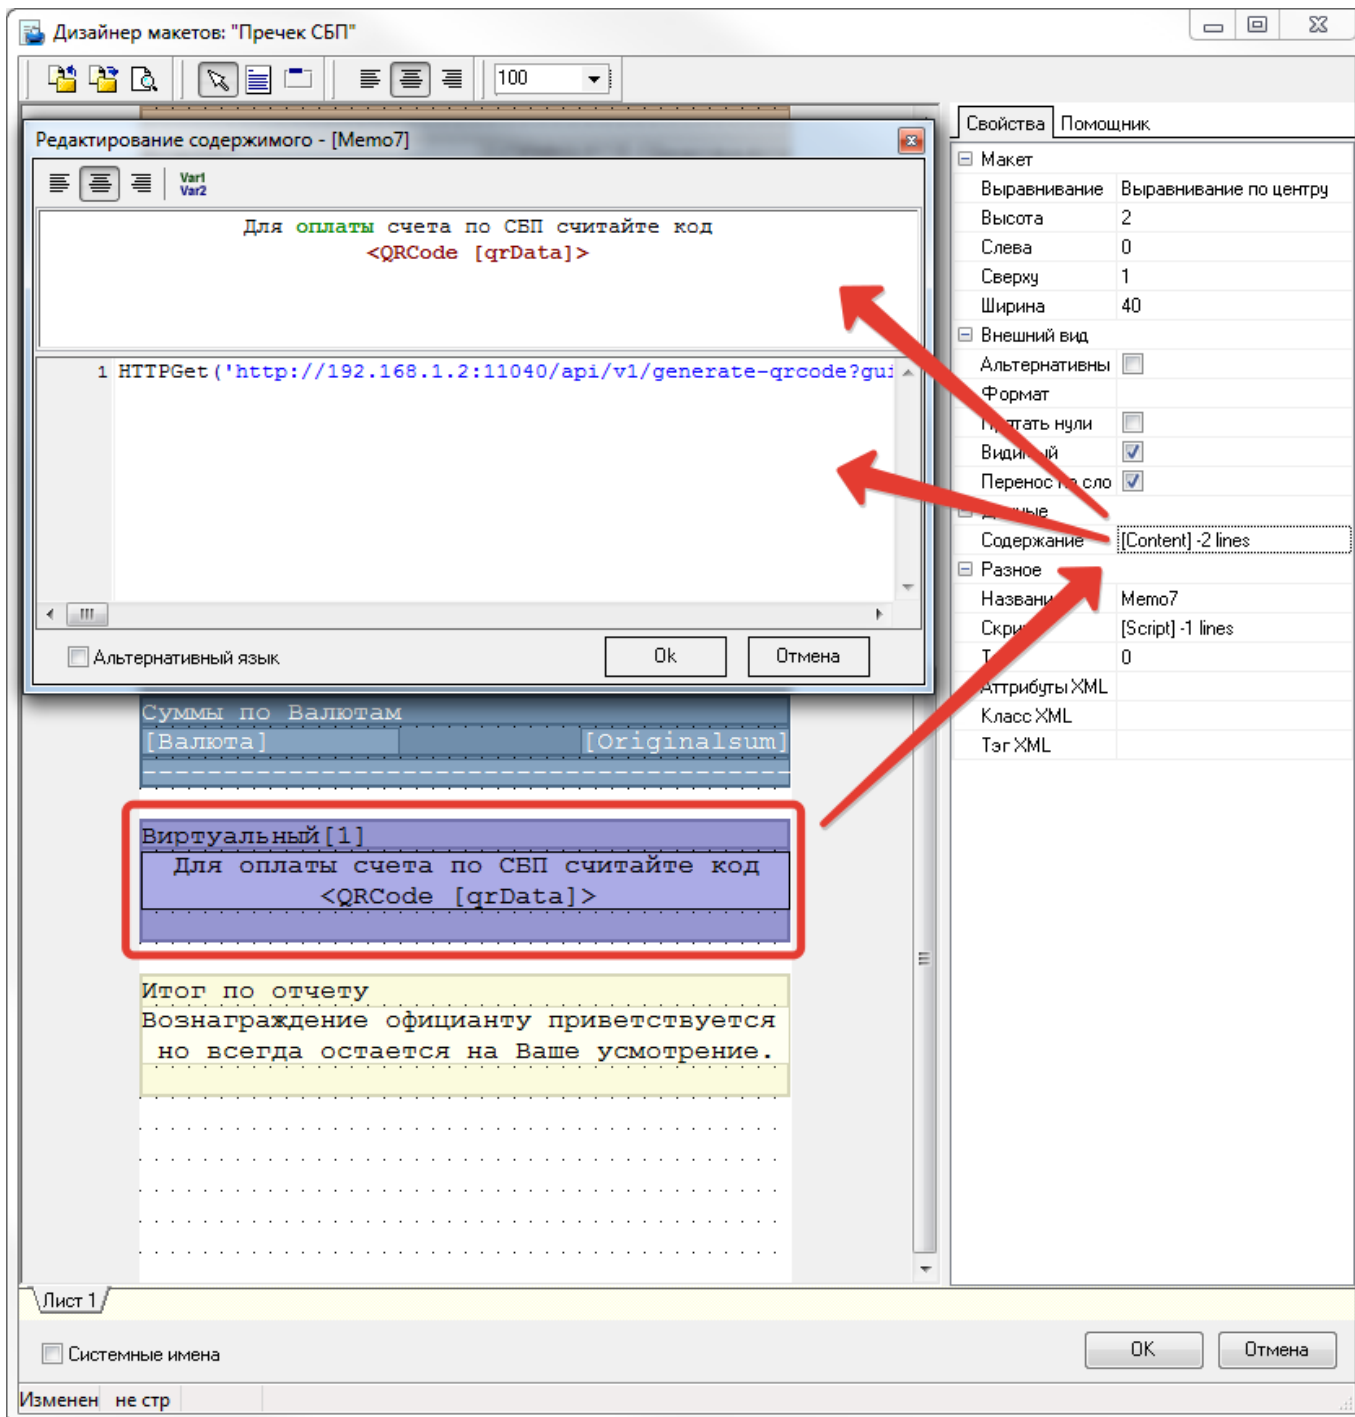 Дизайнер макетов: "Пречек СБП"
100
Редактирование содержимого - [Memo7]
Var1
Var2
Для оплаты счета по СБП считайте код
<QRCode [qrData]>
1 HTTPGet('http://192.168.1.2:11040/api/v1/generate-qrcode?gui
Альтернативный язык
Ok
Отмена
Суммы по Валютам
[Валюта] [Originalsum]
Виртуальный[1]
Для оплаты счета по СБП считайте код
<QRCode [qrData]>
Итог по отчету
Вознаграждение официанту приветствуется
но всегда остается на Ваше усмотрение.
Свойства Помощник
Макет
Выравнивание Выравнивание по центру
Высота 2
Слева 0
Сверху 1
Ширина 40
Внешний вид
Альтернативны
Формат
нули
Видимый
Перенос сло
Данные
Содержание [Content] -2 lines
Разное
Memo7
[Script] -1 lines
0
Аттрибуты XML
Класс XML
Тэг XML
Лист 1
Системные имена
OK
Отмена
Изменен не стр